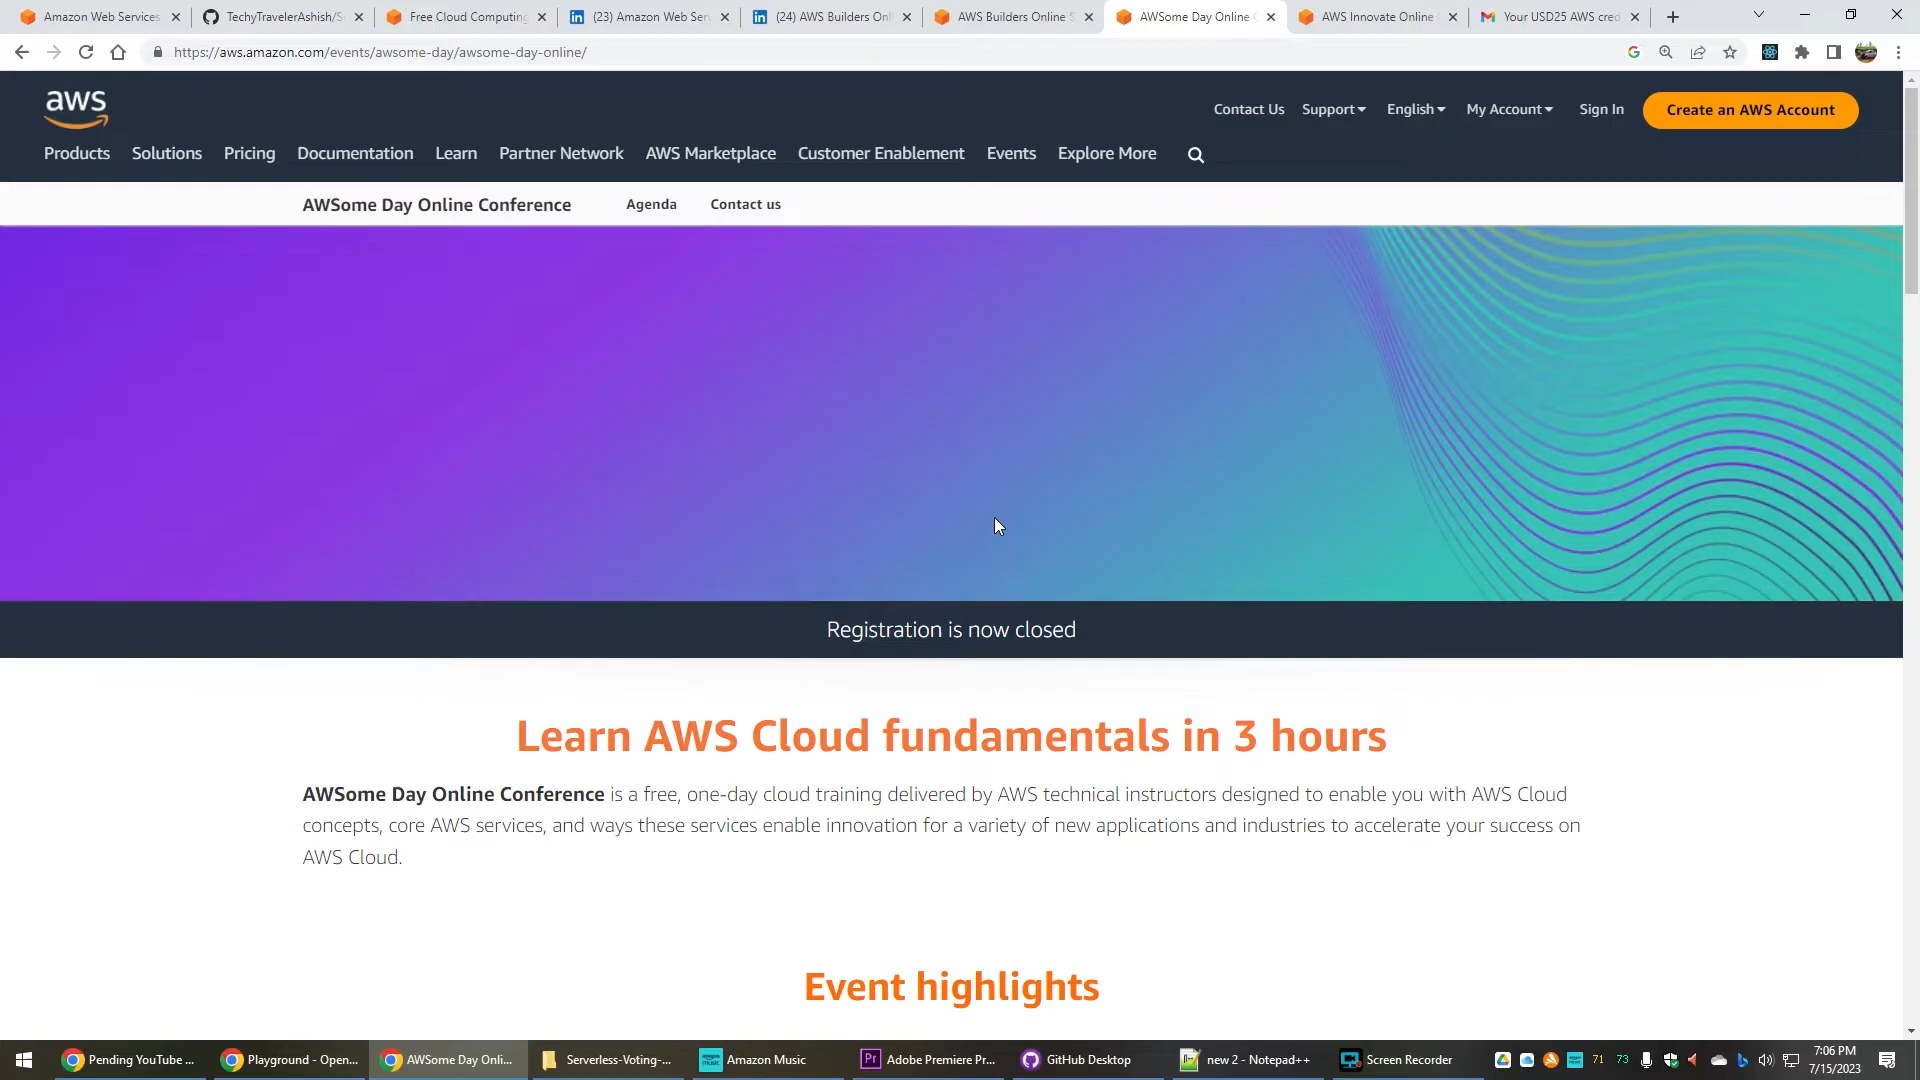 Amazon Web Services
TechyTravelerAshish/S
Free Cloud Computing
(23) Amazon Web Ser
(24) AWS Builders Onl
AWS Builders Online S
AWSome Day Online C
AWS Innovate Online
Your USD25 AWS cred
https://aws.amazon.com/events/awsome-day/awsome-day-online/
aws
Contact Us
Support
English
My Account
Sign In
Create an AWS Account
Products
Solutions
Pricing
Documentation
Learn
Partner Network
AWS Marketplace
Customer Enablement
Events
Explore More
AWSome Day Online Conference
Agenda
Contact us
Registration is now closed
Learn AWS Cloud fundamentals in 3 hours
AWSome Day Online Conference is a free, one-day cloud training delivered by AWS technical instructors designed to enable you with AWS Cloud
concepts, core AWS services, and ways these services enable innovation for a variety of new applications and industries to accelerate your success on
AWS Cloud.
Event highlights
Pending YouTube ...
Playground - Open...
AWSome Day Onli...
Serverless-Voting-...
Amazon Music
Adobe Premiere Pr...
GitHub Desktop
new 2 - Notepad++
Screen Recorder
71
73
7:06 PM
7/15/2023